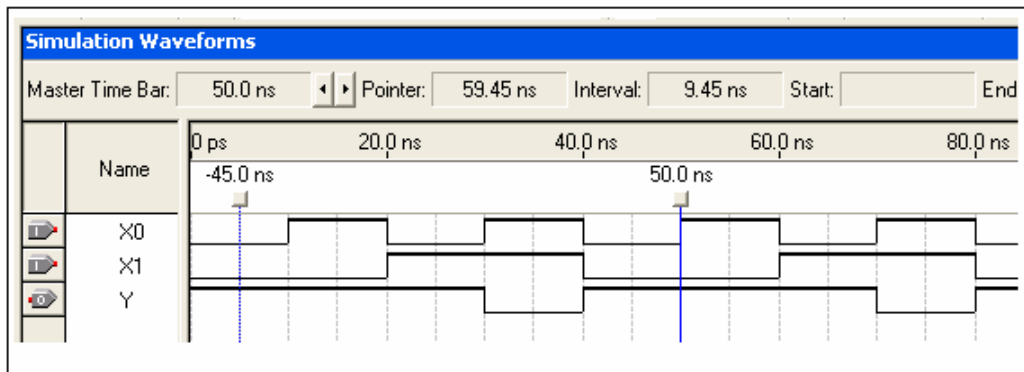 Simulation Waveforms
Master Time Bar: 50.0 ns Pointer: 59.45 ns Interval: 9.45 ns Start: End
Name
0 ps 20.0 ns 40.0 ns 60.0 ns 80.0 ns
-45.0 ns 50.0 ns
X0
X1
Y